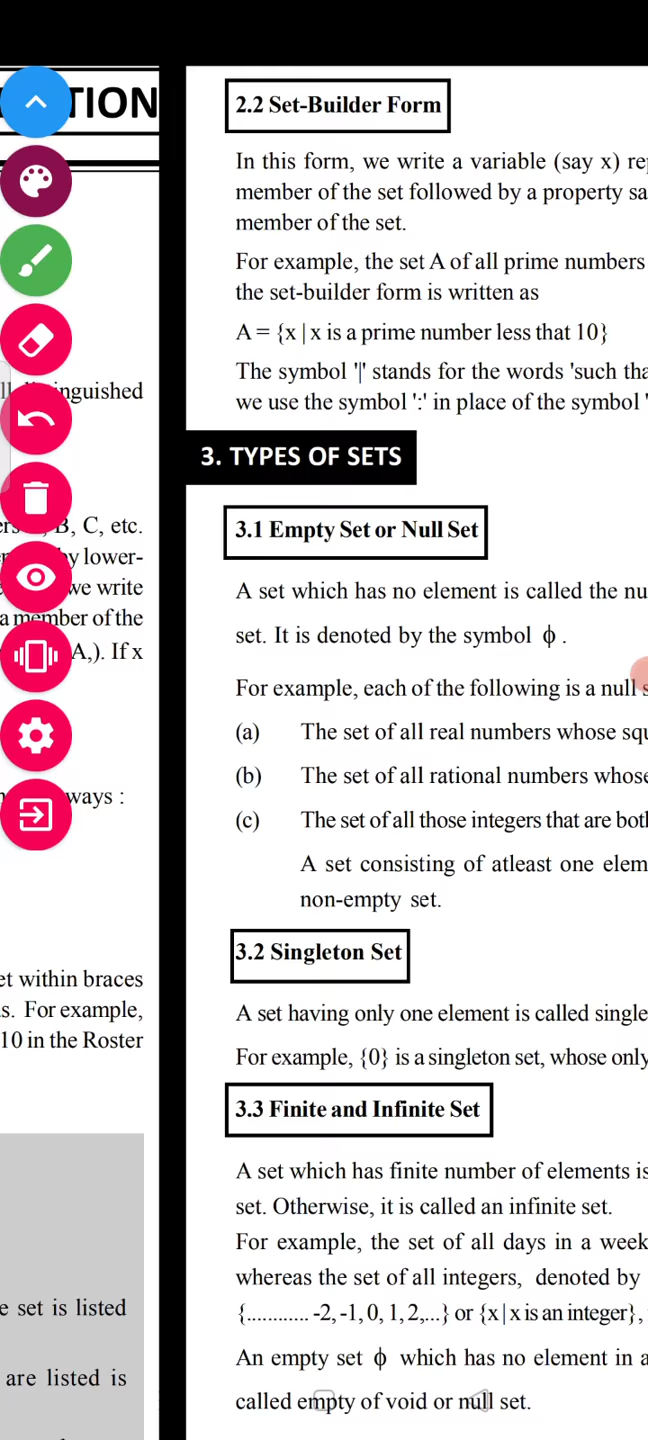 TION
inguished
B, C, etc.
by lower-
we write
a member of the
A,). If x
ways :
et within braces
s. For example,
10 in the Roster
e set is listed
are listed is
2.2 Set-Builder Form
In this form, we write a variable (say x)
member of the set followed by a property
member of the set.
For example, the set A of all prime numbers
the set-builder form is written as
A = {x | x is a prime number less that 10}
The symbol '|' stands for the words 'such
we use the symbol ':' in place of the symbol '
3. TYPES OF SETS
3.1 Empty Set or Null Set
A set which has no element is called the
set. It is denoted by the symbol ϕ .
For example, each of the following is a null
(a) The set of all real numbers whose
(b) The set of all rational numbers
(c) The set of all those integers that are
A set consisting of atleast one
non-empty set.
3.2 Singleton Set
A set having only one element is called
For example, {0} is a singleton set, whose only
3.3 Finite and Infinite Set
A set which has finite number of elements is
set. Otherwise, it is called an infinite set.
For example, the set of all days in a week
whereas the set of all integers, denoted by
{............ -2, -1, 0, 1, 2,...} or {x | x is an integer},
An empty set ϕ which has no element in
called empty of void or null set.